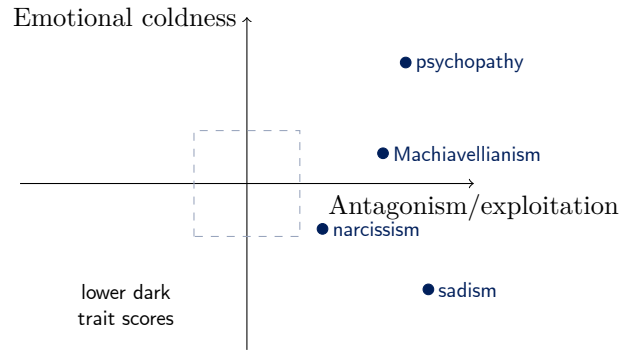 Emotional coldness
psychopathy
Machiavellianism
Antagonism/exploitation
narcissism
lower dark
trait scores
sadism